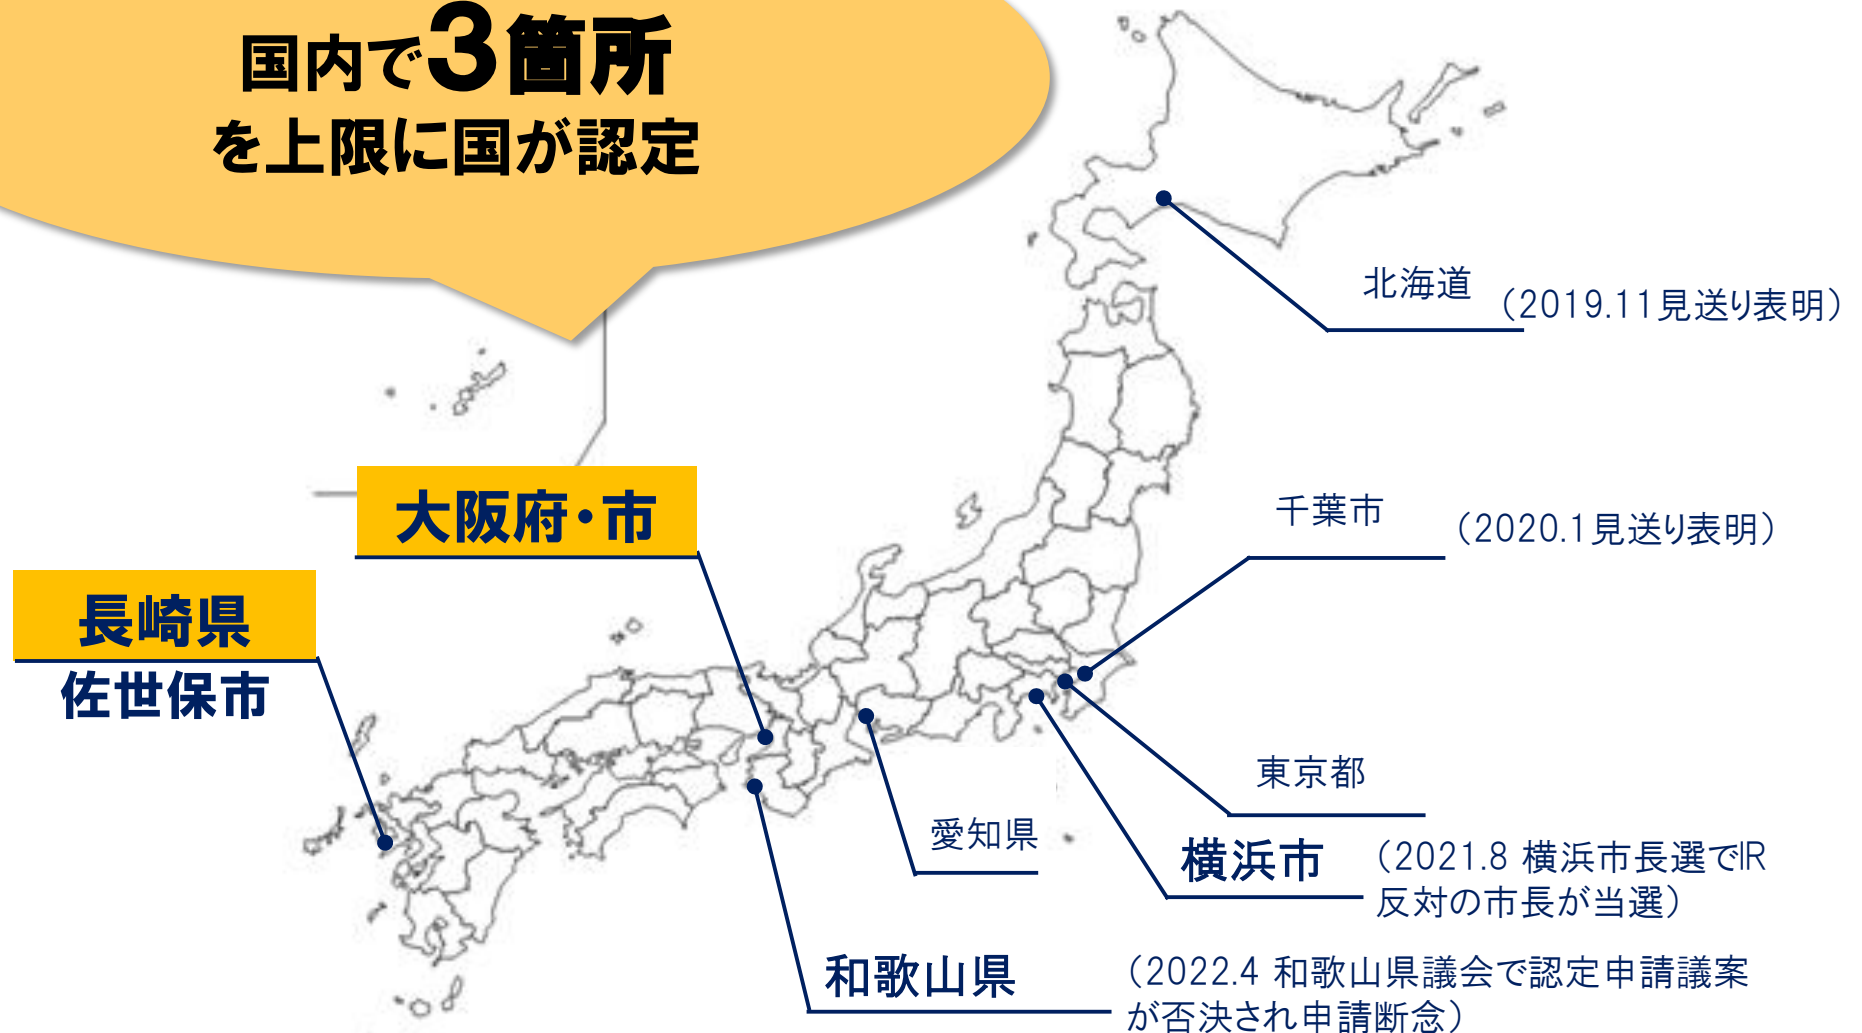 国内で3箇所
を上限に国が認定
北海道 （2019.11見送り表明）
大阪府・市
千葉市 （2020.1見送り表明）
長崎県
佐世保市
東京都
愛知県
横浜市 （2021.8 横浜市長選でIR
反対の市長が当選）
和歌山県 （2022.4 和歌山県議会で認定申請議案
が否決され申請断念）